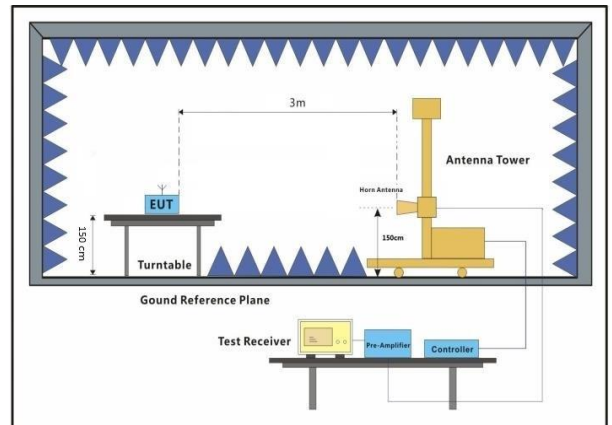 3m
Antenna Tower
Horn Antenna
EUT
150 cm
150cm
Turntable
Gound Reference Plane
Test Receiver
Pre-Amplifier
Controller